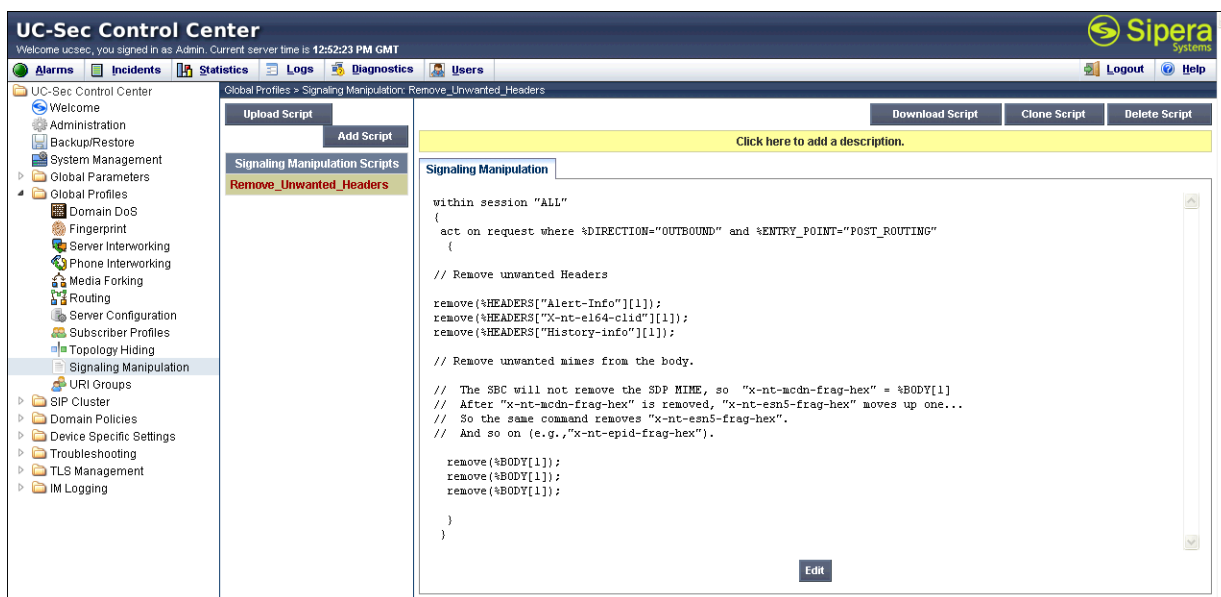 UC-Sec Control Center
Welcome ucsec, you signed in as Admin. Current server time is 12:52:23 PM GMT
Sipera
Systems
Alarms Incidents Statistics Logs Diagnostics Users Logout Help
UC-Sec Control Center
Welcome
Administration
Backup/Restore
System Management
Global Parameters
Global Profiles
Domain DoS
Fingerprint
Server Interworking
Phone Interworking
Media Forking
Routing
Server Configuration
Subscriber Profiles
Topology Hiding
Signaling Manipulation
URI Groups
SIP Cluster
Domain Policies
Device Specific Settings
Troubleshooting
TLS Management
IM Logging
Global Profiles > Signaling Manipulation: Remove_Unwanted_Headers
Upload Script
Add Script
Signaling Manipulation Scripts
Remove_Unwanted_Headers
Download Script Clone Script Delete Script
Click here to add a description.
Signaling Manipulation
within session "ALL"
{
act on request where %DIRECTION="OUTBOUND" and %ENTRY_POINT="POST_ROUTING"
{
// Remove unwanted Headers
remove(%HEADERS["Alert-Info"][1]);
remove(%HEADERS["X-nt-e164-clid"][1]);
remove(%HEADERS["History-info"][1]);
// Remove unwanted mimes from the body.
// The SBC will not remove the SDP MIME, so "x-nt-mcdn-frag-hex" = %BODY[1]
// After "x-nt-mcdn-frag-hex" is removed, "x-nt-esn5-frag-hex" moves up one...
// So the same command removes "x-nt-esn5-frag-hex".
// And so on (e.g.,"x-nt-epid-frag-hex").
remove(%BODY[1]);
remove(%BODY[1]);
remove(%BODY[1]);
}
}
Edit